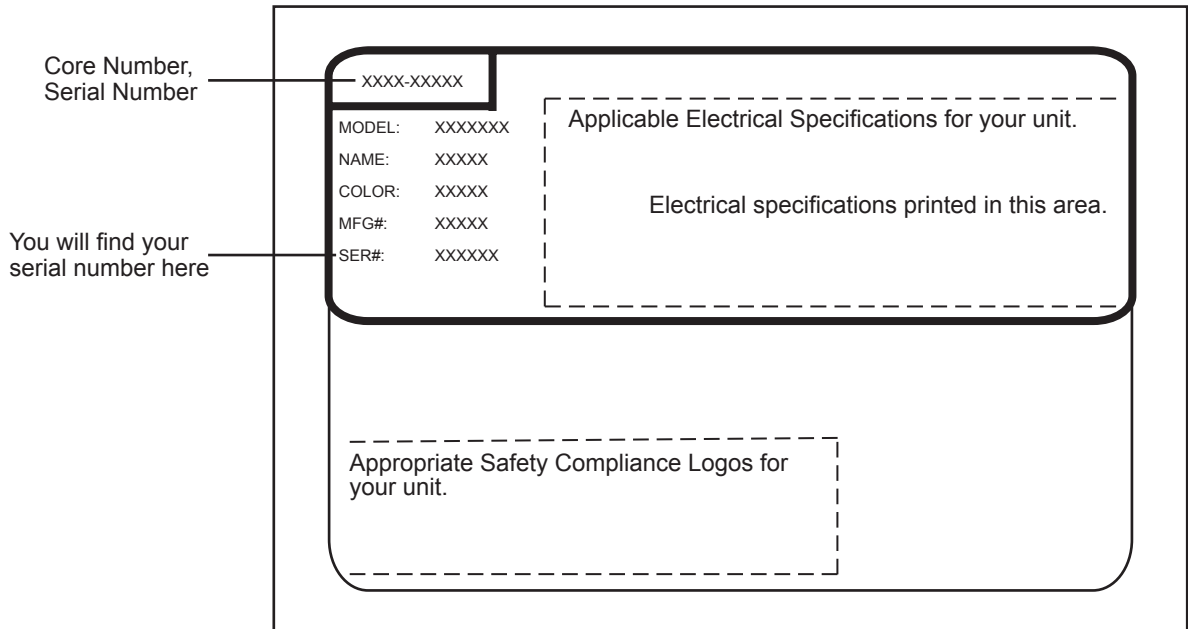 Core Number,
Serial Number
XXXX-XXXXX
MODEL: XXXXXXX
NAME: XXXXX
COLOR: XXXXX
MFG#: XXXXX
SER#: XXXXXX
You will find your
serial number here
Applicable Electrical Specifications for your unit.
Electrical specifications printed in this area.
Appropriate Safety Compliance Logos for
your unit.